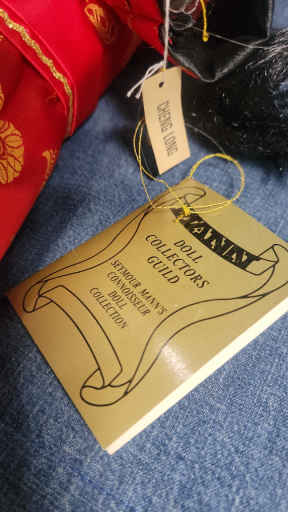 CHENG LONG
MANN
DOLL
COLLECTORS
GUILD
SEYMOUR MANN'S
CONNOISSEUR
DOLL
COLLECTION